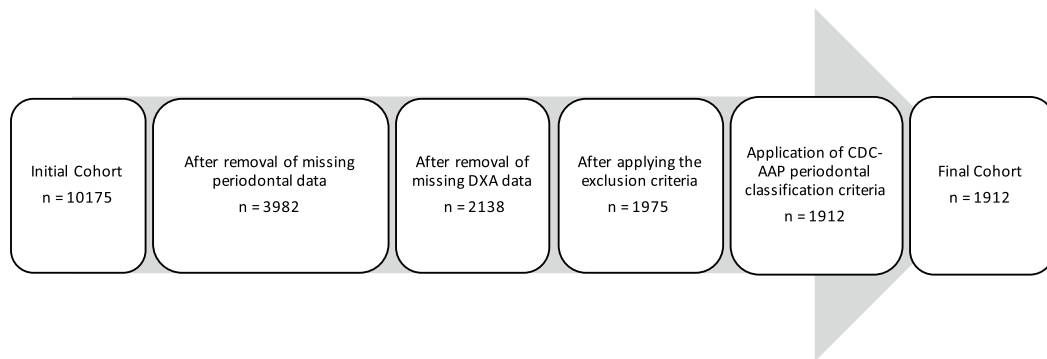 Initial Cohort
n = 10175
After removal of missing
periodontal data
n = 3982
After removal of
missing DXA data
n = 2138
After applying the
exclusion criteria
n = 1975
Application of CDC-
AAP periodontal
classification criteria
n = 1912
Final Cohort
n = 1912